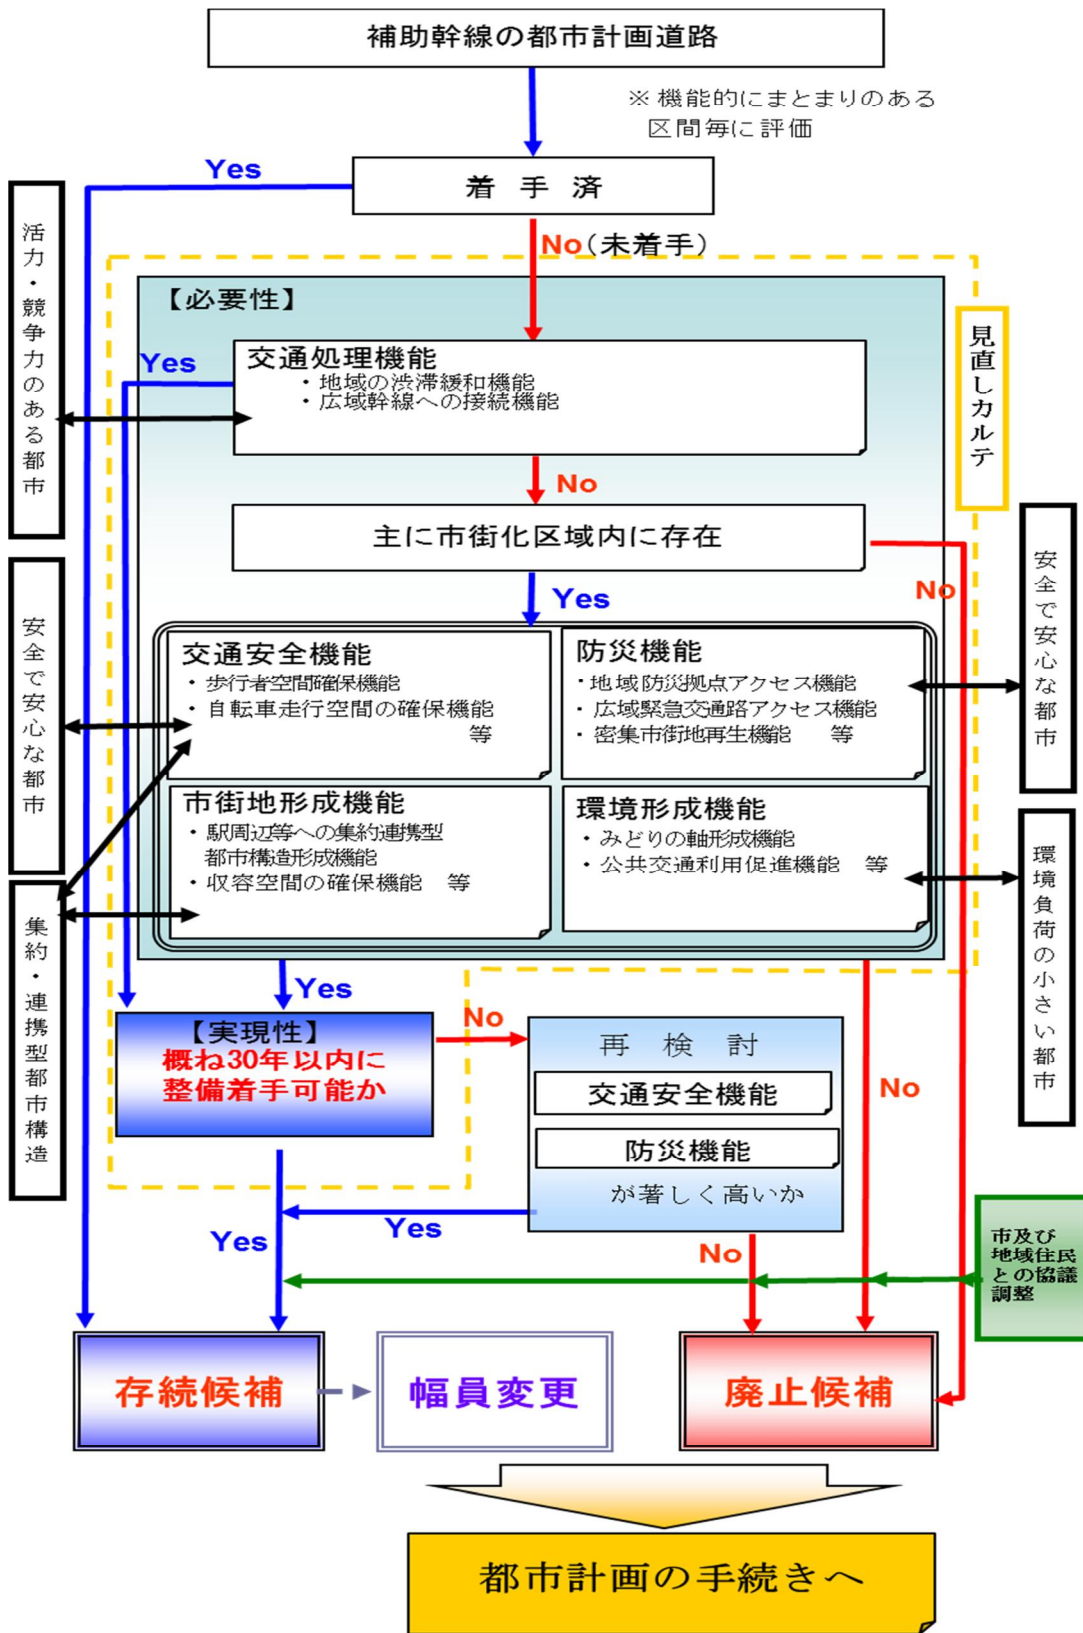 補助幹線の都市計画道路
※機能的にまとまりのある
区間毎に評価
Yes
着手済
No(未着手)
活力・競争力のある都市
【必要性】
見直しカルテ
Yes
交通処理機能
・地域の渋滞緩和機能
・広域幹線への接続機能
No
主に市街化区域内に存在
No
Yes
安全で安心な都市
安全で安心な都市
交通安全機能
・歩行者空間確保機能
・自転車走行空間の確保機能
等
防災機能
・地域防災拠点アクセス機能
・広域緊急交通路アクセス機能
・密集市街地再生機能 等
市街地形成機能
・駅周辺等への集約連携型
都市構造形成機能
・収容空間の確保機能 等
環境形成機能
・みどりの軸形成機能
・公共交通利用促進機能 等
集約・連携型都市構造
環境負荷の小さい都市
Yes
【実現性】
概ね30年以内に
整備着手可能か
No
再検討
交通安全機能
防災機能
が著しく高いか
No
Yes
Yes
No
市及び
地域住民
との協議
調整
存続候補
幅員変更
廃止候補
都市計画の手続きへ